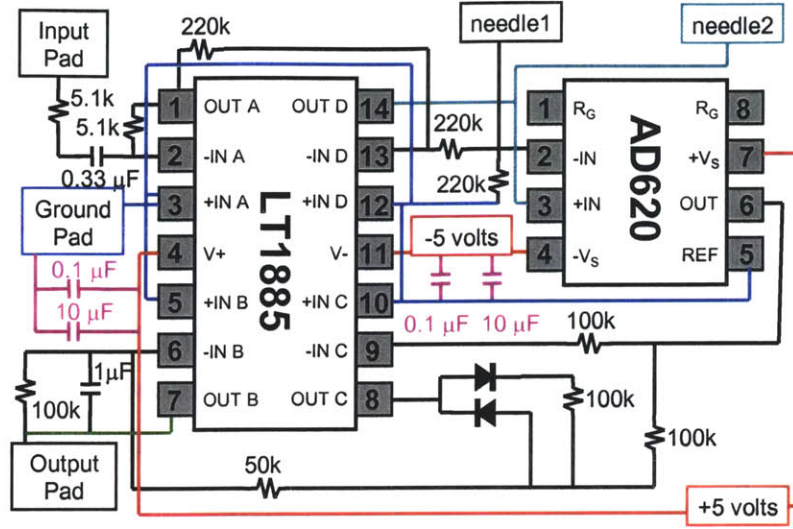 Input
Pad
220k
needle1
needle2
5.1k
5.1k
0.33 µF
Ground
Pad
0.1 µF
10 µF
1µF
100k
Output
Pad
50k
LT1885
1 OUT A
2 -IN A
3 +IN A
4 V+
5 +IN B
6 -IN B
7 OUT B
OUT D 14
-IN D 13
+IN D 12
V- 11
+IN C 10
-IN C 9
OUT C 8
220k
220k
-5 volts
0.1 µF
10 µF
AD620
1 RG
2 -IN
3 +IN
4 -VS
RG 8
+VS 7
OUT 6
REF 5
100k
100k
100k
+5 volts